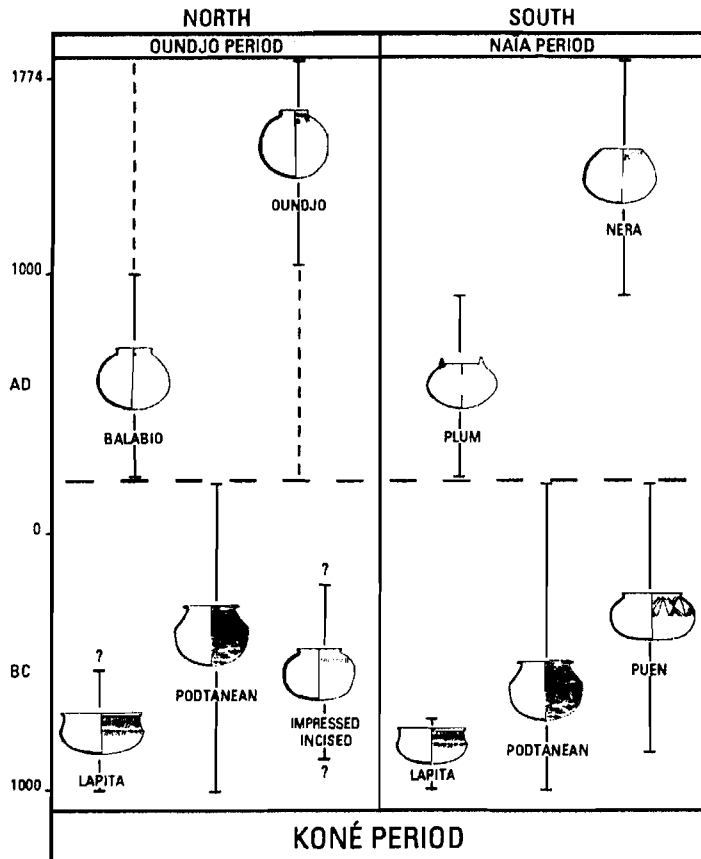 NORTH
SOUTH
OUNDJO PERIOD
NAÏA PERIOD
1774
OUNDJO
NERA
1000
AD
BALABIO
PLUM
0
?
?
BC
PODTANEAN
PUEN
IMPRESSED
INCISED
PODTANEAN
LAPITA
LAPITA
?
1000
KONÉ PERIOD